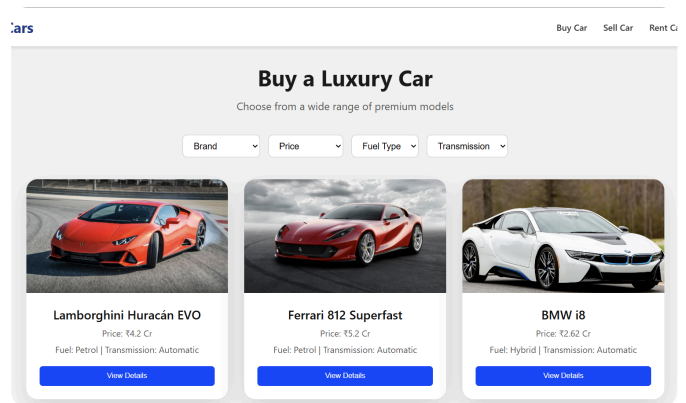 Cars
Buy Car Sell Car Rent Ca
Buy a Luxury Car
Choose from a wide range of premium models
Brand Price Fuel Type Transmission
Lamborghini Huracán EVO Ferrari 812 Superfast BMW i8
Price: ₹4.2 Cr Price: ₹5.2 Cr Price: ₹2.62 Cr
Fuel: Petrol | Transmission: Automatic Fuel: Petrol | Transmission: Automatic Fuel: Hybrid | Transmission: Automatic
View Details View Details View Details